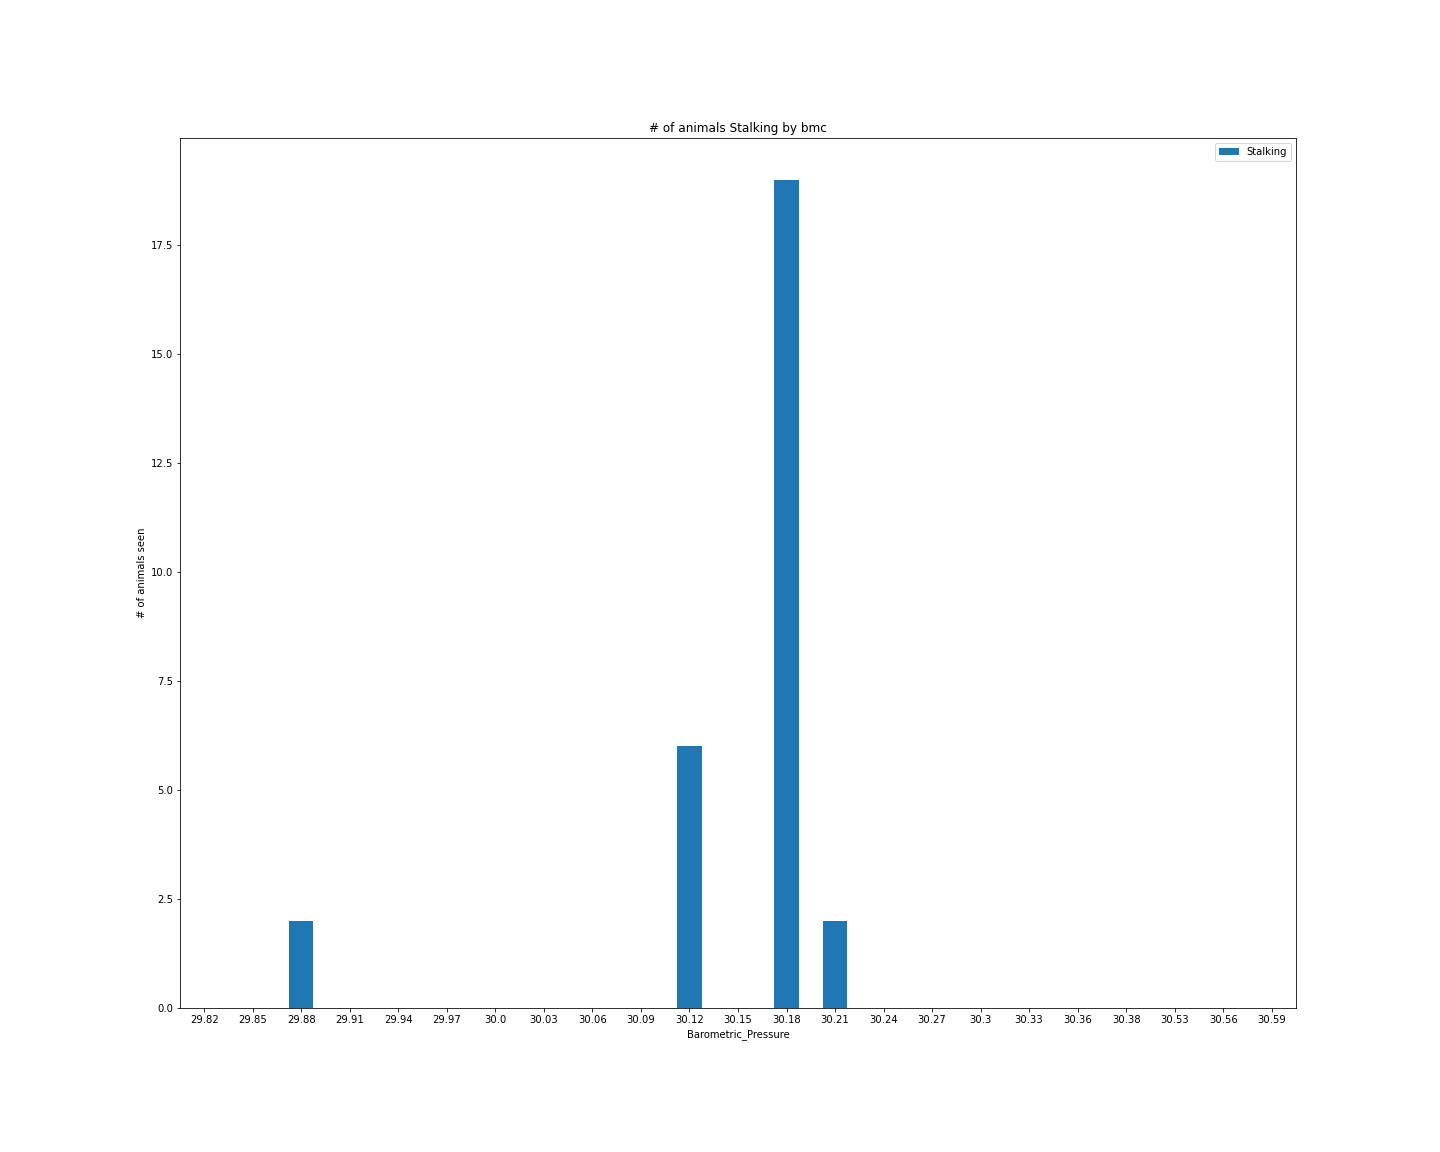 # of animals Stalking by bmc
Stalking
17.5
15.0
12.5
10.0
7.5
5.0
2.5
0.0
# of animals seen
29.82 29.85 29.88 29.91 29.94 29.97 30.0 30.03 30.06 30.09 30.12 30.15 30.18 30.21 30.24 30.27 30.3 30.33 30.36 30.38 30.53 30.56 30.59
Barometric_Pressure